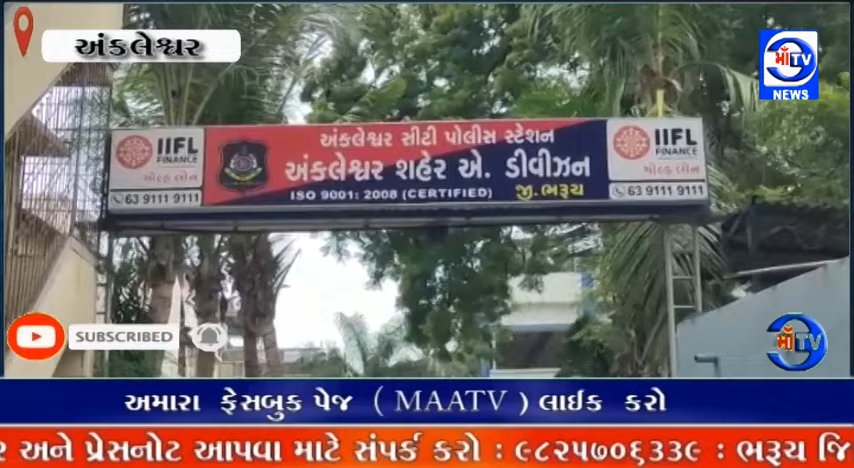 અંકલેશ્વર
માઁ TV
NEWS
IIFL
FINANCE
ગોલ્ડ લોન
63 9111 9111
અંકલેશ્વર સીટી પોલીસ સ્ટેશન
અંકલેશ્વર શહેર એ. ડીવીઝન
ISO 9001: 2008 (CERTIFIED) જી. ભરૂચ
IIFL
FINANCE
ગોલ્ડ લોન
63 9111 9111
SUBSCRIBED
માઁ TV
અમારા ફેસબુક પેજ ( MAATV ) લાઈક કરો
ર અને પ્રેસનોટ આપવા માટે સંપર્ક કરો : ૯૮૨૫૭૦૬૩૩૯ : ભરૂચ જિ